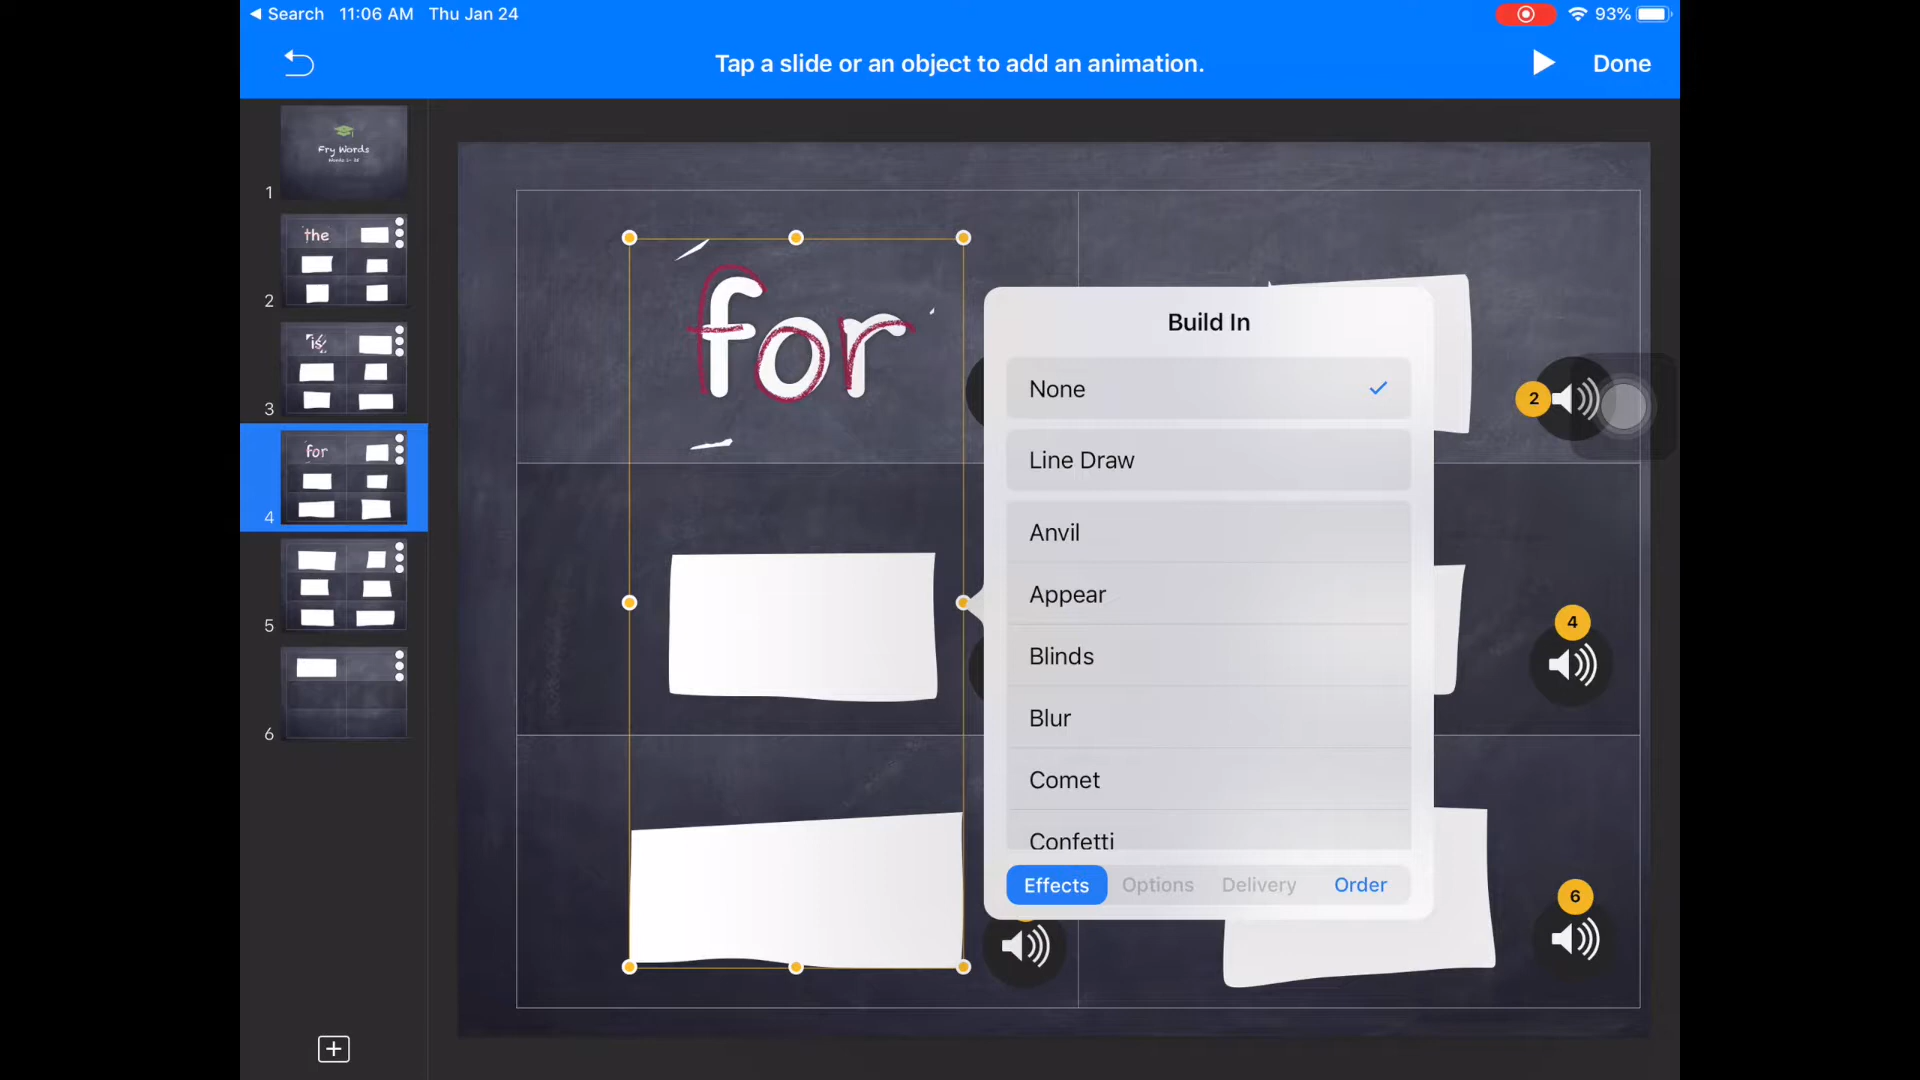 Search 11:06 AM Thu Jan 24 93%
Tap a slide or an object to add an animation. Done
Fry Words
1
the
2
is
3
for
4
5
6
for
2
4
6
Build In
None
Line Draw
Anvil
Appear
Blinds
Blur
Comet
Confetti
Effects Options Delivery Order